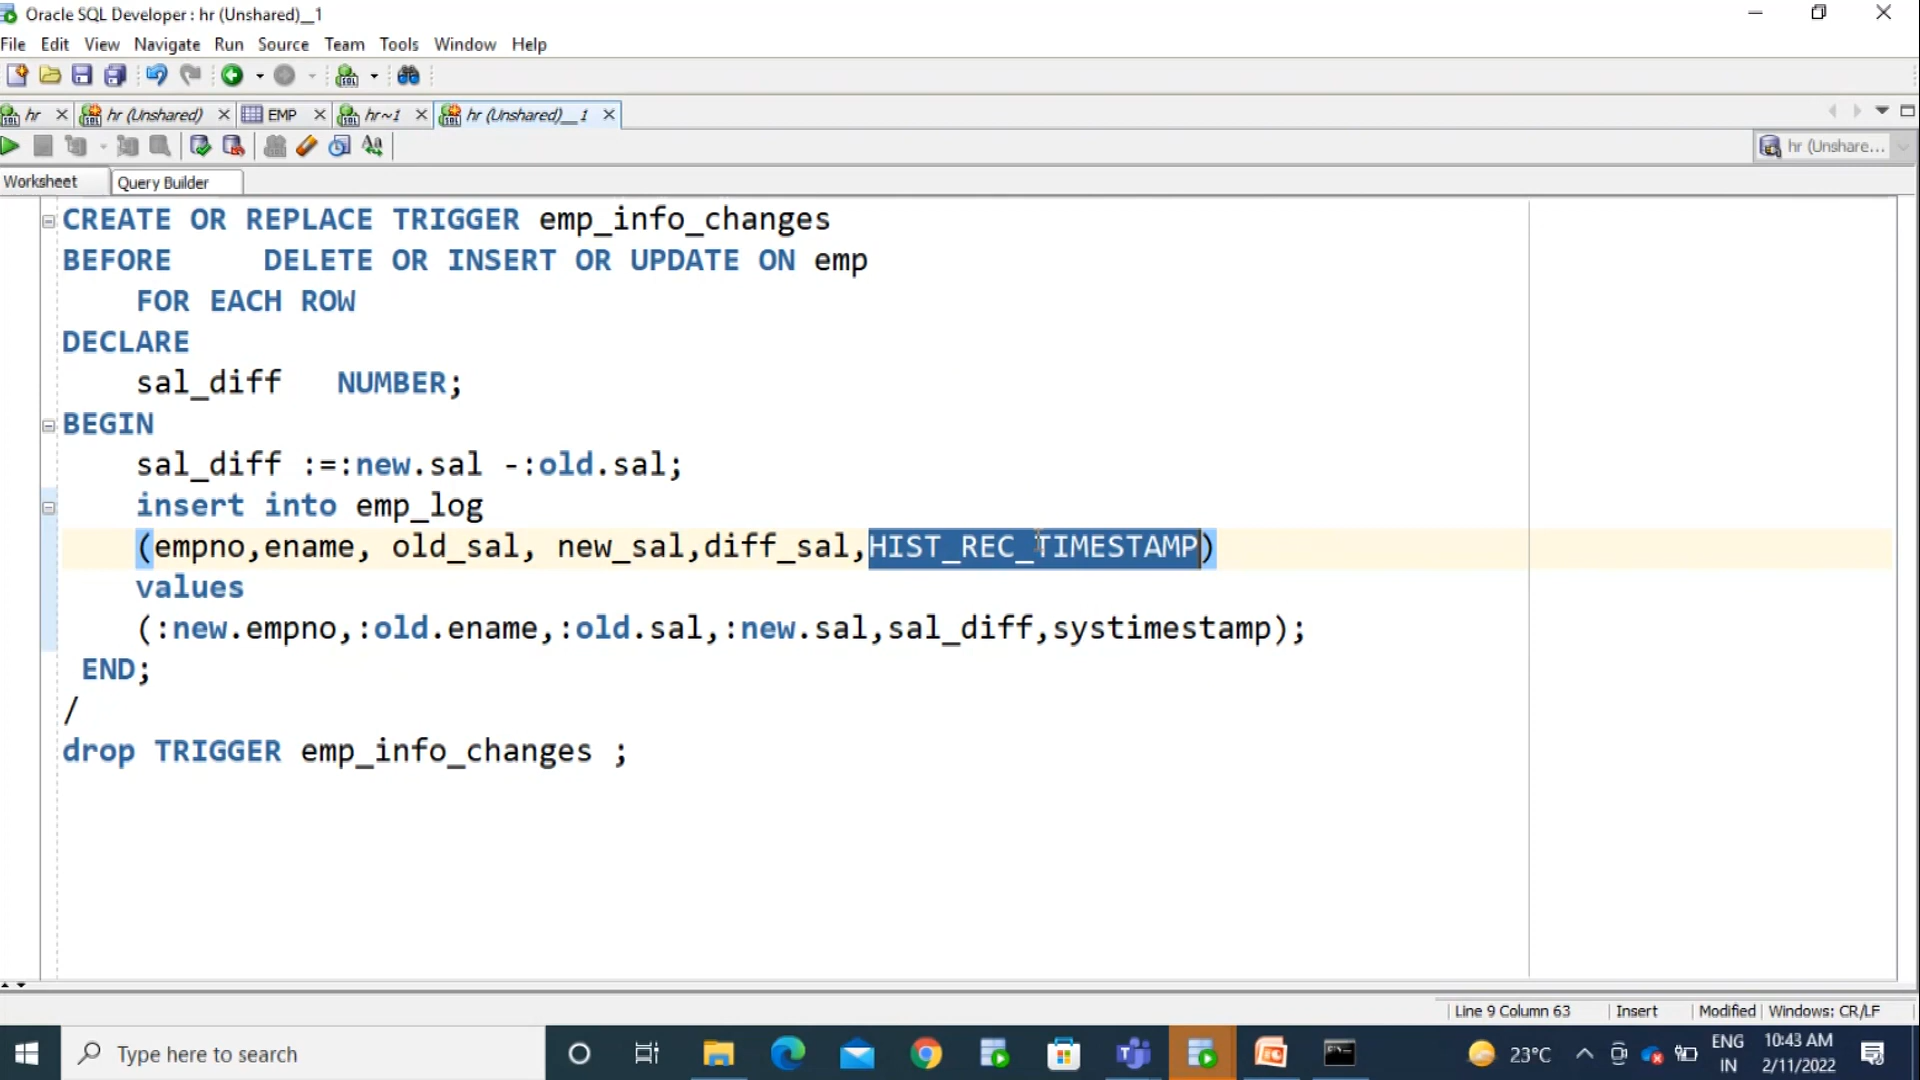 Oracle SQL Developer : hr (Unshared)__1
File Edit View Navigate Run Source Team Tools Window Help
hr hr (Unshared) EMP hr~1 hr (Unshared)__1
hr (Unshare...
Worksheet Query Builder
CREATE OR REPLACE TRIGGER emp_info_changes
BEFORE DELETE OR INSERT OR UPDATE ON emp
FOR EACH ROW
DECLARE
sal_diff NUMBER;
BEGIN
sal_diff :=:new.sal -:old.sal;
insert into emp_log
(empno,ename, old_sal, new_sal,diff_sal,HIST_REC_TIMESTAMP)
values
(:new.empno,:old.ename,:old.sal,:new.sal,sal_diff,systimestamp);
END;
/
drop TRIGGER emp_info_changes ;
Line 9 Column 63 Insert Modified Windows: CR/LF
Type here to search
23°C
ENG
IN
10:43 AM
2/11/2022